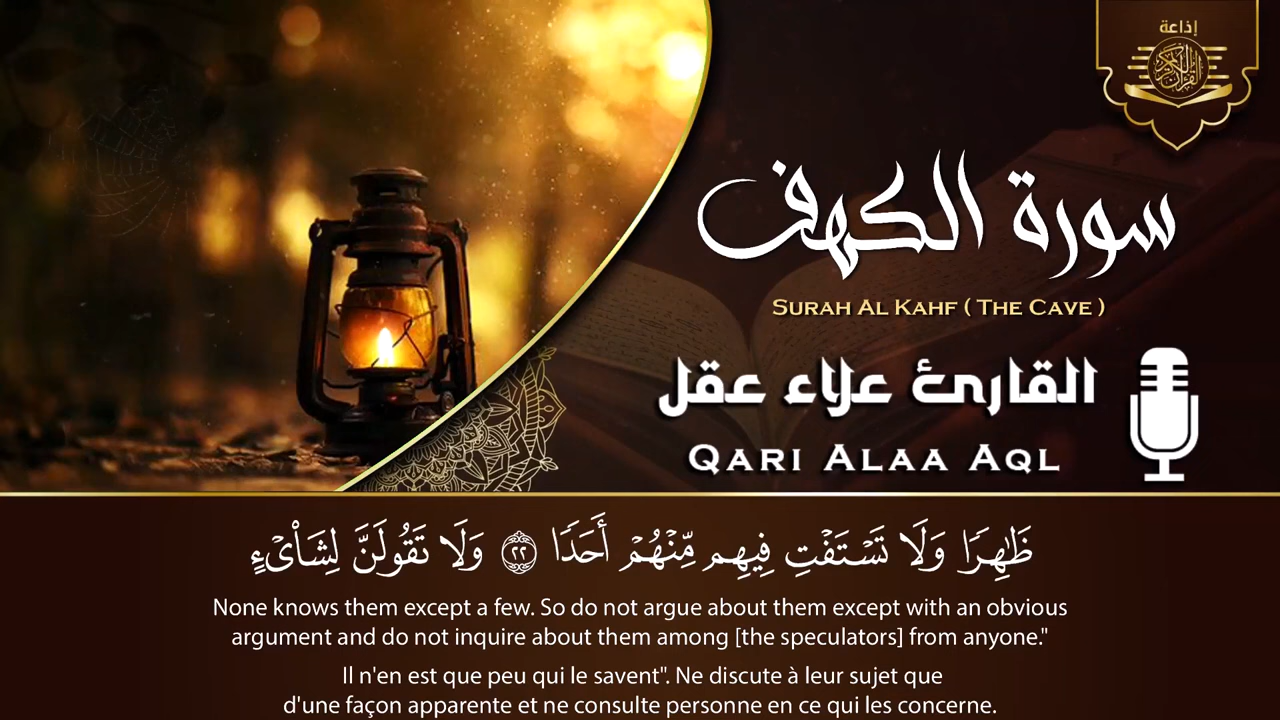 إذاعة
القرآن الكريم
سورة الكهف
SURAH AL KAHF ( THE CAVE )
القارئ علاء عقل
QARI ALAA AQL
ظَٰهِرٗا وَلَا تَسۡتَفۡتِ فِيهِم مِّنۡهُمۡ أَحَدٗا ٢٢ وَلَا تَقُولَنَّ لِشَاْيۡءٍ
None knows them except a few. So do not argue about them except with an obvious
argument and do not inquire about them among [the speculators] from anyone."
Il n'en est que peu qui le savent". Ne discute à leur sujet que
d'une façon apparente et ne consulte personne en ce qui les concerne.